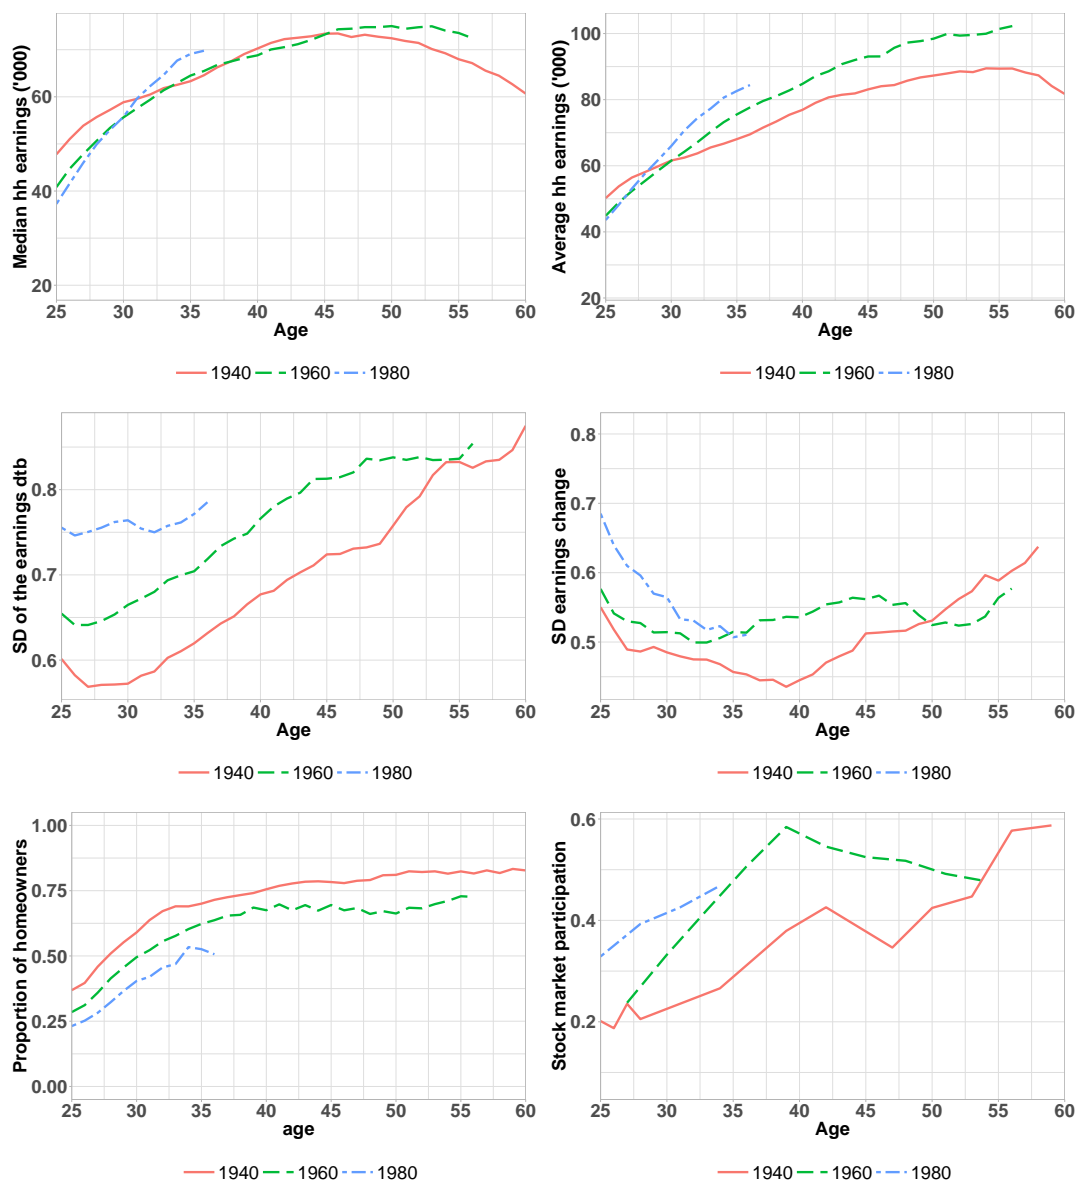 Median hh earnings ('000)
60
40
20
25 30 35 40 45 50 55 60
Age
1940 1960 1980
Average hh earnings ('000)
100
80
60
40
20
25 30 35 40 45 50 55 60
Age
1940 1960 1980
SD of the earnings dtb
0.8
0.7
0.6
25 30 35 40 45 50 55 60
Age
1940 1960 1980
SD earnings change
0.8
0.7
0.6
0.5
25 30 35 40 45 50 55 60
Age
1940 1960 1980
Proportion of homeowners
1.00
0.75
0.50
0.25
0.00
25 30 35 40 45 50 55 60
age
1940 1960 1980
Stock market participation
0.6
0.4
0.2
25 30 35 40 45 50 55 60
Age
1940 1960 1980